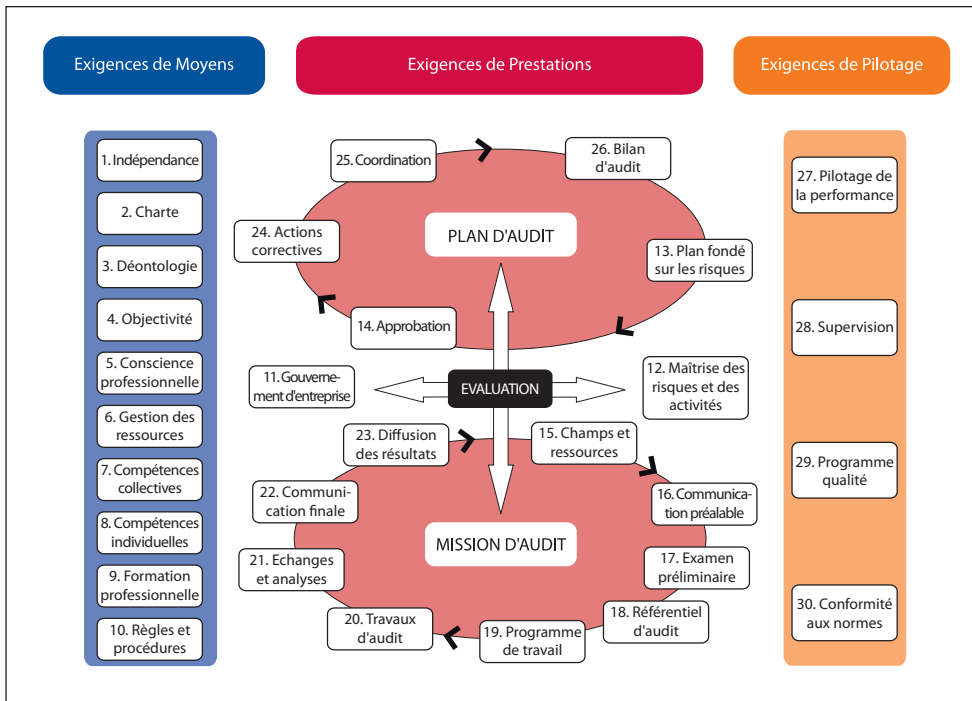 Exigences de Moyens
Exigences de Prestations
Exigences de Pilotage
1. Indépendance
2. Charte
3. Déontologie
4. Objectivité
5. Conscience
professionnelle
6. Gestion des
ressources
7. Compétences
collectives
8. Compétences
individuelles
9. Formation
professionnelle
10. Règles et
procédures
25. Coordination
26. Bilan
d'audit
24. Actions
correctives
PLAN D'AUDIT
13. Plan fondé
sur les risques
14. Approbation
11. Gouverne-
ment d'entreprise
EVALUATION
12. Maîtrise des
risques et des
activités
23. Diffusion
des résultats
15. Champs et
ressources
22. Communi-
cation finale
16. Communica-
tion préalable
MISSION D'AUDIT
21. Echanges
et analyses
17. Examen
préliminaire
20. Travaux
d'audit
19. Programme
de travail
18. Référentiel
d'audit
27. Pilotage de
la performance
28. Supervision
29. Programme
qualité
30. Conformité
aux normes